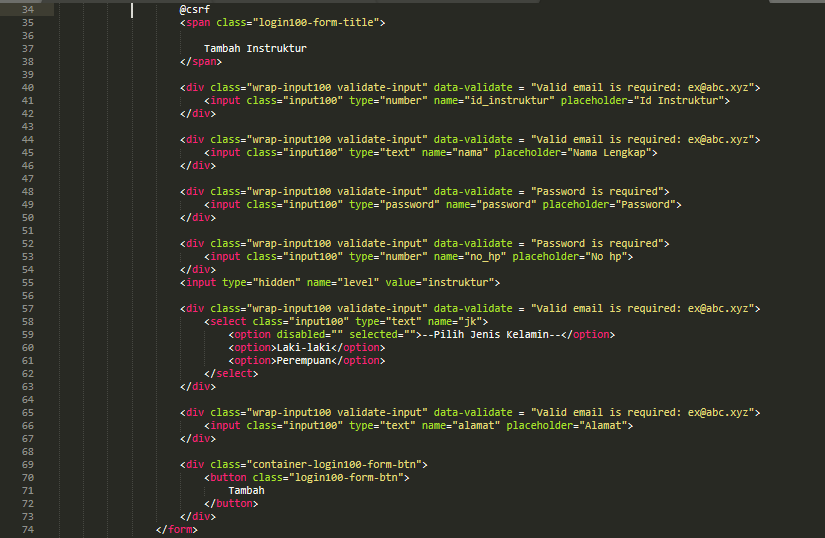 34 @csrf
35 <span class="login100-form-title">
36
37 Tambah Instruktur
38 </span>
39
40 <div class="wrap-input100 validate-input" data-validate = "Valid email is required: ex@abc.xyz">
41 <input class="input100" type="number" name="id_instruktur" placeholder="Id Instruktur">
42 </div>
43
44 <div class="wrap-input100 validate-input" data-validate = "Valid email is required: ex@abc.xyz">
45 <input class="input100" type="text" name="nama" placeholder="Nama Lengkap">
46 </div>
47
48 <div class="wrap-input100 validate-input" data-validate = "Password is required">
49 <input class="input100" type="password" name="password" placeholder="Password">
50 </div>
51
52 <div class="wrap-input100 validate-input" data-validate = "Password is required">
53 <input class="input100" type="number" name="no_hp" placeholder="No hp">
54 </div>
55 <input type="hidden" name="level" value="instruktur">
56
57 <div class="wrap-input100 validate-input" data-validate = "Valid email is required: ex@abc.xyz">
58 <select class="input100" type="text" name="jk">
59 <option disabled="" selected="">--Pilih Jenis Kelamin--</option>
60 <option>Laki-laki</option>
61 <option>Perempuan</option>
62 </select>
63 </div>
64
65 <div class="wrap-input100 validate-input" data-validate = "Valid email is required: ex@abc.xyz">
66 <input class="input100" type="text" name="alamat" placeholder="Alamat">
67 </div>
68
69 <div class="container-login100-form-btn">
70 <button class="login100-form-btn">
71 Tambah
72 </button>
73 </div>
74 </form>